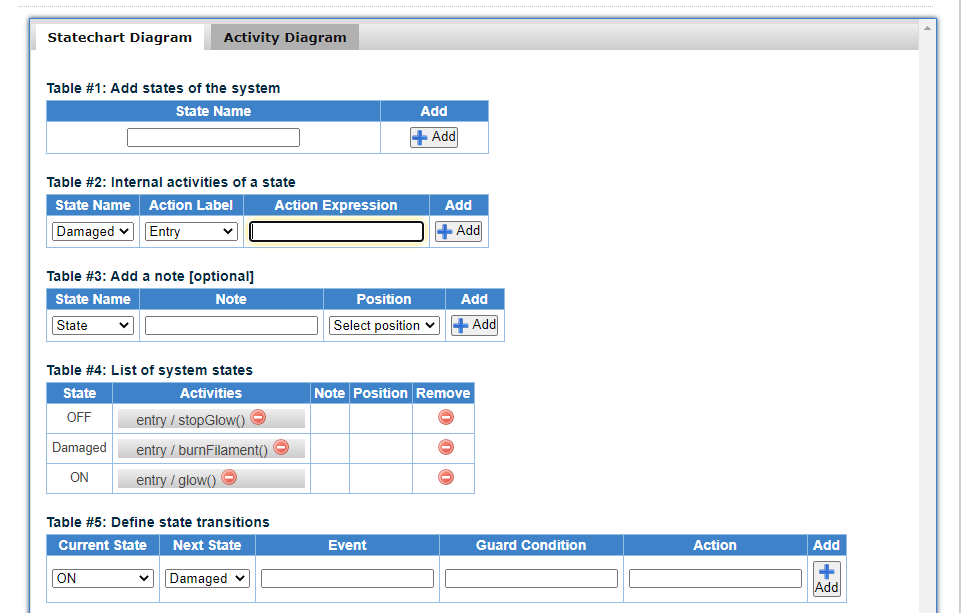 Statechart Diagram Activity Diagram
Table #1: Add states of the system
State Name Add
Add
Table #2: Internal activities of a state
State Name Action Label Action Expression Add
Damaged Entry Add
Table #3: Add a note [optional]
State Name Note Position Add
State Select position Add
Table #4: List of system states
State Activities Note Position Remove
OFF entry / stopGlow()
Damaged entry / burnFilament()
ON entry / glow()
Table #5: Define state transitions
Current State Next State Event Guard Condition Action Add
ON Damaged Add